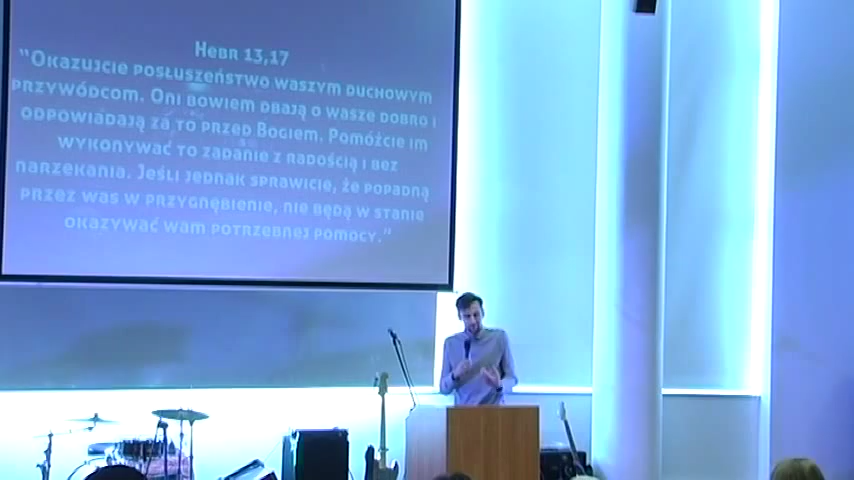 Hebr 13,17
"Okazujcie posłuszeństwo waszym duchowym
przywódcom. Oni bowiem dbają o wasze dobro i
odpowiadają za to przed Bogiem. Pomóżcie im
wykonywać to zadanie z radością i bez
narzekania. Jeśli jednak sprawicie, że popadną
przez was w przygnębienie, nie będą w stanie
okazywać wam potrzebnej pomocy."